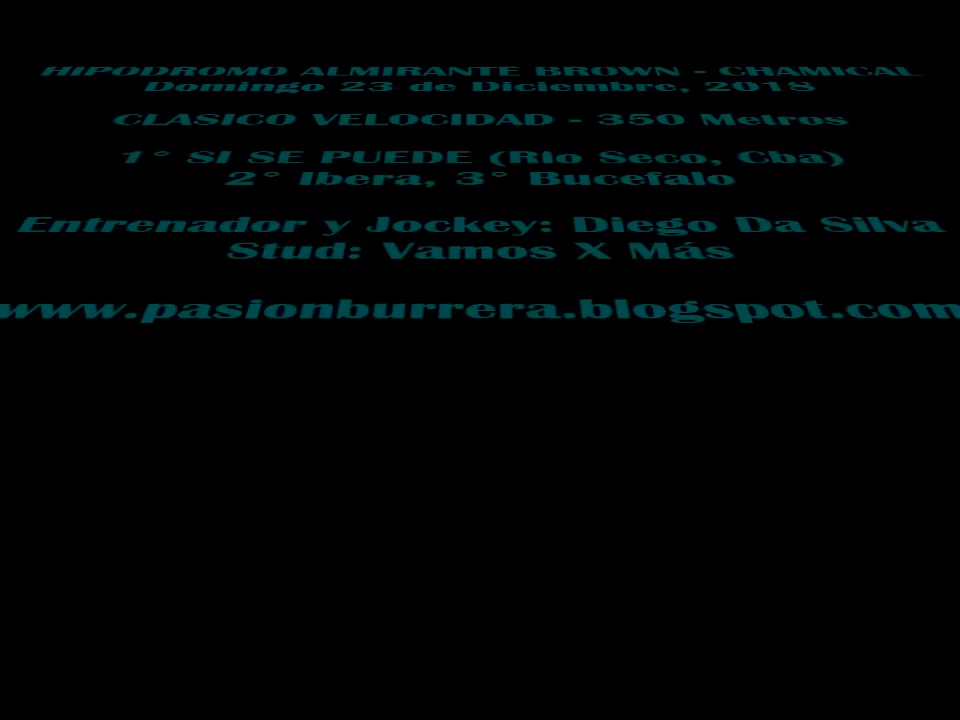 HIPODROMO ALMIRANTE BROWN - CHAMICAL
Domingo 23 de Diciembre, 2018
CLASICO VELOCIDAD - 350 Metros
1° SI SE PUEDE (Rio Seco, Cba)
2° Ibera, 3° Bucefalo
Entrenador y Jockey: Diego Da Silva
Stud: Vamos X Más
www.pasionburrera.blogspot.com